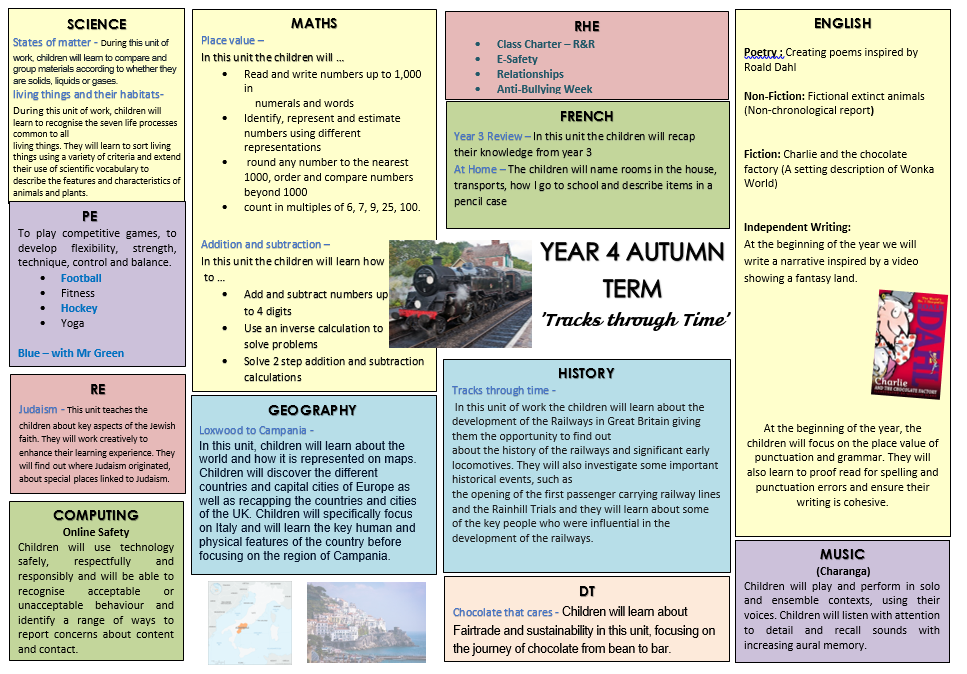 SCIENCE
States of matter - During this unit of
work, children will learn to compare and
group materials according to whether they
are solids, liquids or gases.
living things and their habitats-
During this unit of work, children will
learn to recognise the seven life processes
common to all
living things. They will learn to sort living
things using a variety of criteria and extend
their use of scientific vocabulary to
describe the features and characteristics of
animals and plants.
PE
To play competitive games, to
develop flexibility, strength,
technique, control and balance.
• Football
• Fitness
• Hockey
• Yoga
Blue – with Mr Green
RE
Judaism - This unit teaches the
children about key aspects of the Jewish
faith. They will work creatively to
enhance their learning experience. They
will find out where Judaism originated,
about special places linked to Judaism.
COMPUTING
Online Safety
Children will use technology
safely, respectfully and
responsibly and will be able to
recognise acceptable or
unacceptable behaviour and
identify a range of ways to
report concerns about content
and contact.
MATHS
Place value –
In this unit the children will ...
• Read and write numbers up to 1,000
in
numerals and words
• Identify, represent and estimate
numbers using different
representations
• round any number to the nearest
1000, order and compare numbers
beyond 1000
• count in multiples of 6, 7, 9, 25, 100.
Addition and subtraction –
In this unit the children will learn how
to ...
• Add and subtract numbers up
to 4 digits
• Use an inverse calculation to
solve problems
• Solve 2 step addition and subtraction
calculations
GEOGRAPHY
Loxwood to Campania -
In this unit, children will learn about the
world and how it is represented on maps.
Children will discover the different
countries and capital cities of Europe as
well as recapping the countries and cities
of the UK. Children will specifically focus
on Italy and will learn the key human and
physical features of the country before
focusing on the region of Campania.
RHE
• Class Charter – R&R
• E-Safety
• Relationships
• Anti-Bullying Week
FRENCH
Year 3 Review – In this unit the children will recap
their knowledge from year 3
At Home – The children will name rooms in the house,
transports, how I go to school and describe items in a
pencil case
YEAR 4 AUTUMN
TERM
'Tracks through Time'
HISTORY
Tracks through time -
In this unit of work the children will learn about the
development of the Railways in Great Britain giving
them the opportunity to find out
about the history of the railways and significant early
locomotives. They will also investigate some important
historical events, such as
the opening of the first passenger carrying railway lines
and the Rainhill Trials and they will learn about some
of the key people who were influential in the
development of the railways.
DT
Chocolate that cares - Children will learn about
Fairtrade and sustainability in this unit, focusing on
the journey of chocolate from bean to bar.
ENGLISH
Poetry : Creating poems inspired by
Roald Dahl
Non-Fiction: Fictional extinct animals
(Non-chronological report)
Fiction: Charlie and the chocolate
factory (A setting description of Wonka
World)
Independent Writing:
At the beginning of the year we will
write a narrative inspired by a video
showing a fantasy land.
DAHL
Charlie
AND THE CHOCOLATE FACTORY
At the beginning of the year, the
children will focus on the place value of
punctuation and grammar. They will
also learn to proof read for spelling and
punctuation errors and ensure their
writing is cohesive.
MUSIC
(Charanga)
Children will play and perform in solo
and ensemble contexts, using their
voices. Children will listen with attention
to detail and recall sounds with
increasing aural memory.